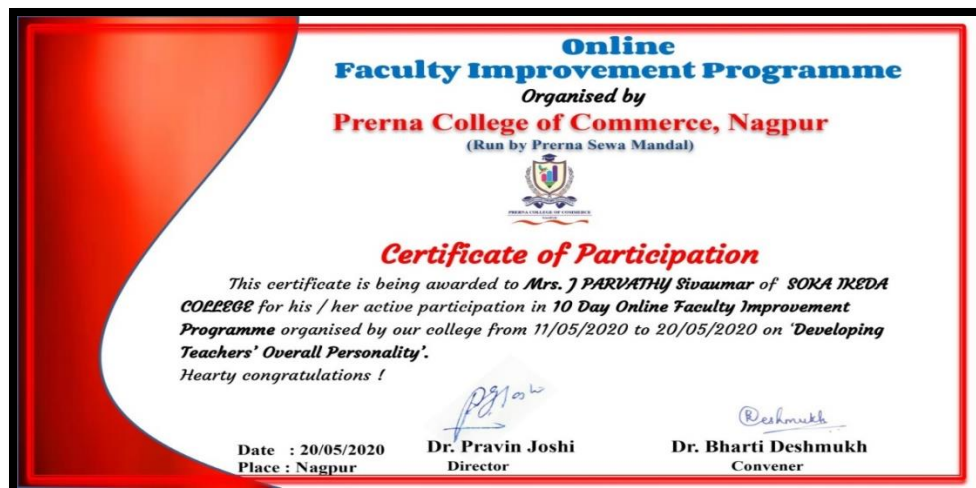 Online
Faculty Improvement Programme
Organised by
Prerna College of Commerce, Nagpur
(Run by Prerna Sewa Mandal)
PRERNA COLLEGE OF COMMERCE
Certificate of Participation
This certificate is being awarded to Mrs. J PARVATHY Sivaumar of SOKA IKEDA
COLLEGE for his / her active participation in 10 Day Online Faculty Improvement
Programme organised by our college from 11/05/2020 to 20/05/2020 on ‘Developing
Teachers’ Overall Personality’.
Hearty congratulations !
Deshmukh
Date : 20/05/2020 Dr. Pravin Joshi Dr. Bharti Deshmukh
Place : Nagpur Director Convener